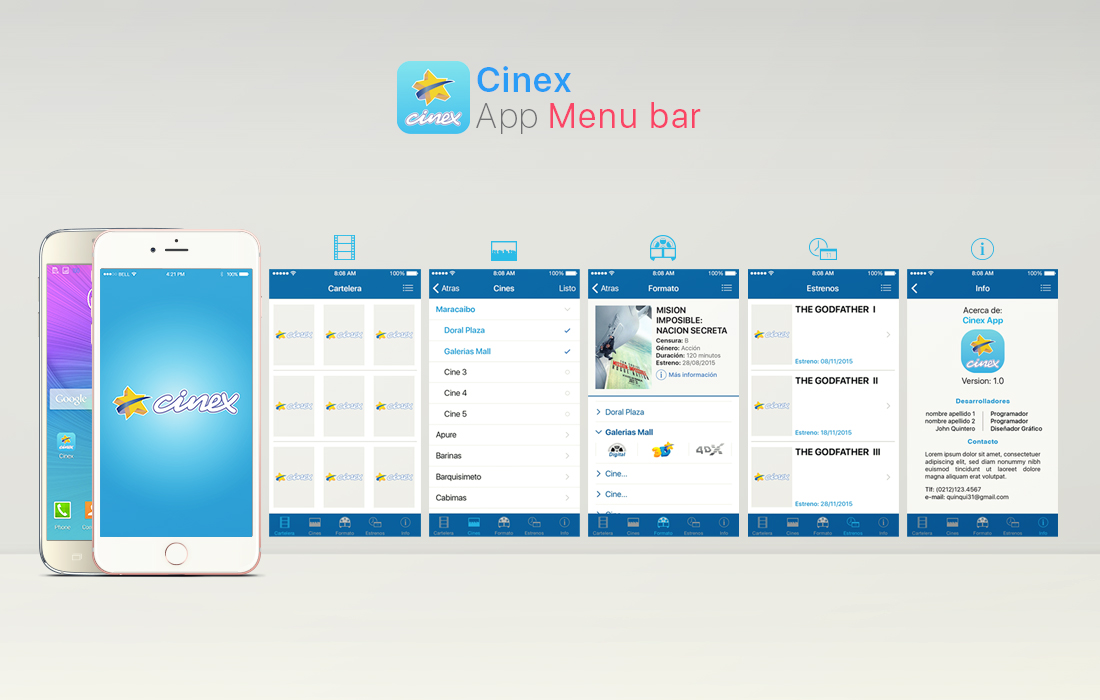 cinex
Cinex
App Menu bar
Google
Cinex
Phone
BELL
4:21 PM
100%
cinex
8:08 AM
100%
Cartelera
cinex
cinex
cinex
cinex
cinex
cinex
cinex
cinex
cinex
Cartelera
Cines
Formato
Estrenos
Info
8:08 AM
100%
Atras
Cines
Listo
Maracaibo
Doral Plaza
Galerias Mall
Cine 3
Cine 4
Cine 5
Apure
Barinas
Barquisimeto
Cabimas
Cartelera
Cines
Formato
Estrenos
Info
8:08 AM
100%
Atras
Formato
MISION
IMPOSIBLE:
NACION SECRETA
Censura: B
Género: Acción
Duración: 120 minutos
Estreno: 28/08/2015
Más información
Doral Plaza
Galerias Mall
Digital
3D
4DX
Cine...
Cine...
Cartelera
Cines
Formato
Estrenos
Info
8:08 AM
100%
Estrenos
cinex
THE GODFATHER I
Estreno: 08/11/2015
cinex
THE GODFATHER II
Estreno: 18/11/2015
cinex
THE GODFATHER III
Estreno: 28/11/2015
Cartelera
Cines
Formato
Estrenos
Info
8:08 AM
100%
Info
Acerca de:
Cinex App
cinex
Version: 1.0
Desarrolladores
nombre apellido 1 Programador
nombre apellido 2 Programador
John Quintero Diseñador Gráfico
Contacto
Lorem ipsum dolor sit amet, consectetuer
adipiscing elit, sed diam nonummy nibh
euismod tincidunt ut laoreet dolore
magna aliquam erat volutpat.
Tlf: (0212)123.4567
e-mail: quinqui31@gmail.com
Cartelera
Cines
Formato
Estrenos
Info